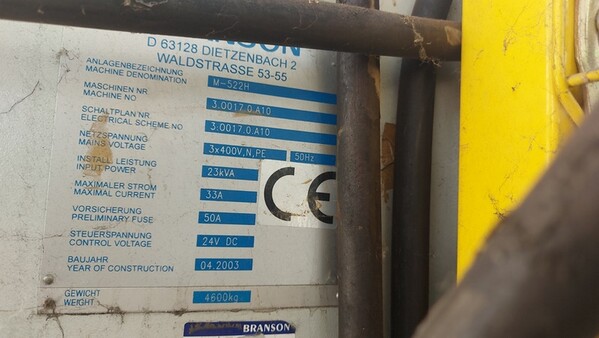 NSON
D 63128 DIETZENBACH 2
WALDSTRASSE 53-55
ANLAGENBEZEICHNUNG M-522H
MACHINE DENOMINATION
MASCHINEN NR 3.0017.0.A10
MACHINE NO
SCHALTPLAN NR 3.0017.0.A10
ELECTRICAL SCHEME NO
NETZSPANNUNG 3x400V,N,PE 50Hz
MAINS VOLTAGE
INSTALL LEISTUNG 23kVA
INPUT POWER
MAXIMALER STROM 33A
MAXIMAL CURRENT
VORSICHERUNG 50A
PRELIMINARY FUSE
STEUERSPANNUNG 24V DC
CONTROL VOLTAGE
BAUJAHR 04.2003
YEAR OF CONSTRUCTION
GEWICHT 4600kg
WEIGHT
CE
BRANSON